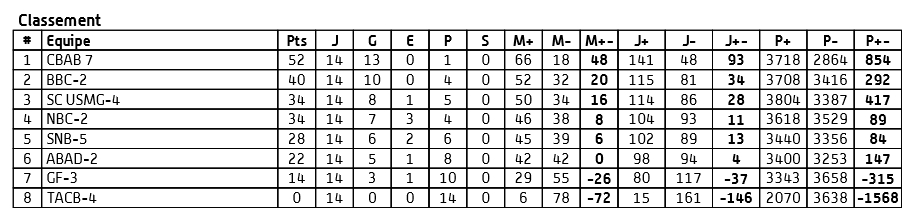 Classement
# Equipe Pts J G E P S M+ M- M+- J+ J- J+- P+ P- P+-
1 CBAB 7 52 14 13 0 1 0 66 18 48 141 48 93 3718 2864 854
2 BBC-2 40 14 10 0 4 0 52 32 20 115 81 34 3708 3416 292
3 SC USMG-4 34 14 8 1 5 0 50 34 16 114 86 28 3804 3387 417
4 NBC-2 34 14 7 3 4 0 46 38 8 104 93 11 3618 3529 89
5 SNB-5 28 14 6 2 6 0 45 39 6 102 89 13 3440 3356 84
6 ABAD-2 22 14 5 1 8 0 42 42 0 98 94 4 3400 3253 147
7 GF-3 14 14 3 1 10 0 29 55 -26 80 117 -37 3343 3658 -315
8 TACB-4 0 14 0 0 14 0 6 78 -72 15 161 -146 2070 3638 -1568